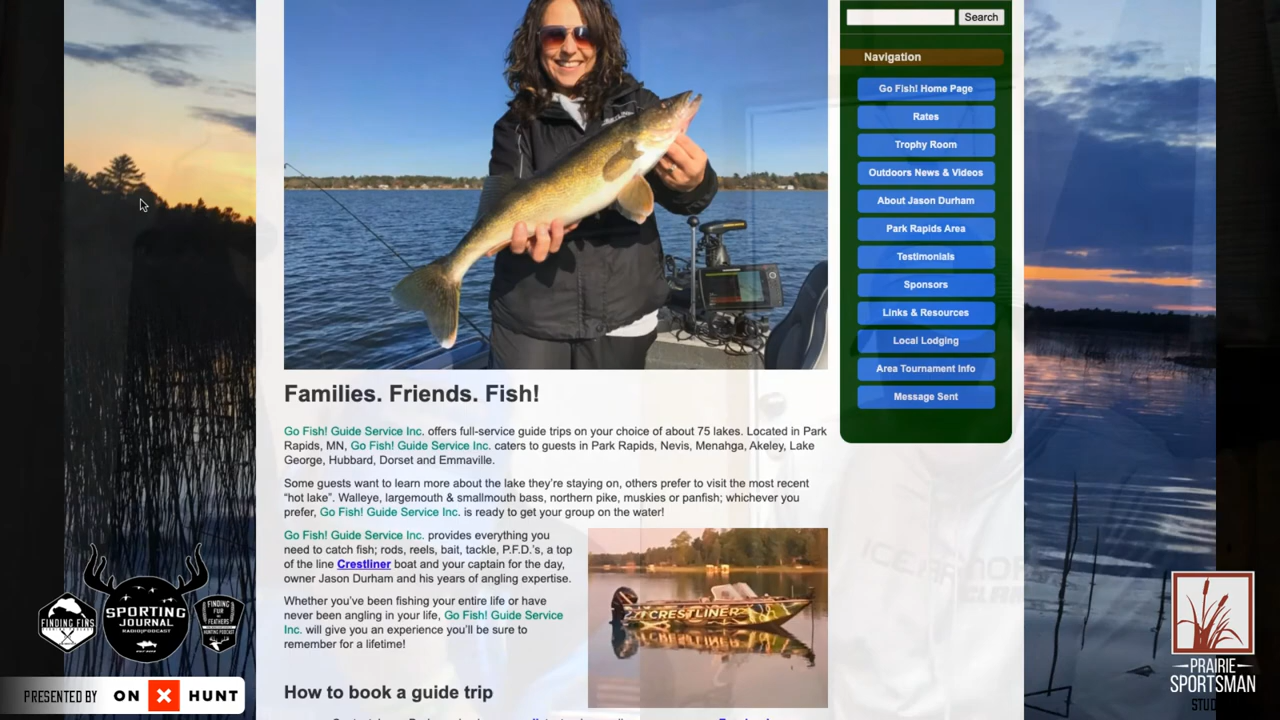 Search
Navigation
Go Fish! Home Page
Rates
Trophy Room
Outdoors News & Videos
About Jason Durham
Park Rapids Area
Testimonials
Sponsors
Links & Resources
Local Lodging
Area Tournament Info
Message Sent
Families. Friends. Fish!
Go Fish! Guide Service Inc. offers full-service guide trips on your choice of about 75 lakes. Located in Park
Rapids, MN, Go Fish! Guide Service Inc. caters to guests in Park Rapids, Nevis, Menahga, Akeley, Lake
George, Hubbard, Dorset and Emmaville.
Some guests want to learn more about the lake they're staying on, others prefer to visit the most recent
“hot lake”. Walleye, largemouth & smallmouth bass, northern pike, muskies or panfish; whichever you
prefer, Go Fish! Guide Service Inc. is ready to get your group on the water!
Go Fish! Guide Service Inc. provides everything you
need to catch fish; rods, reels, bait, tackle, P.F.D.'s, a top
of the line Crestliner boat and your captain for the day,
owner Jason Durham and his years of angling expertise.
Whether you've been fishing your entire life or have
never been angling in your life, Go Fish! Guide Service
Inc. will give you an experience you'll be sure to
remember for a lifetime!
CRESTLINER
How to book a guide trip
FINDING FINS
SPORTING
JOURNAL
RADIO|PODCAST
FINDING
FUR
FEATHERS
HUNTING PODCAST
PRESENTED BY ON X HUNT
PRAIRIE
SPORTSMAN